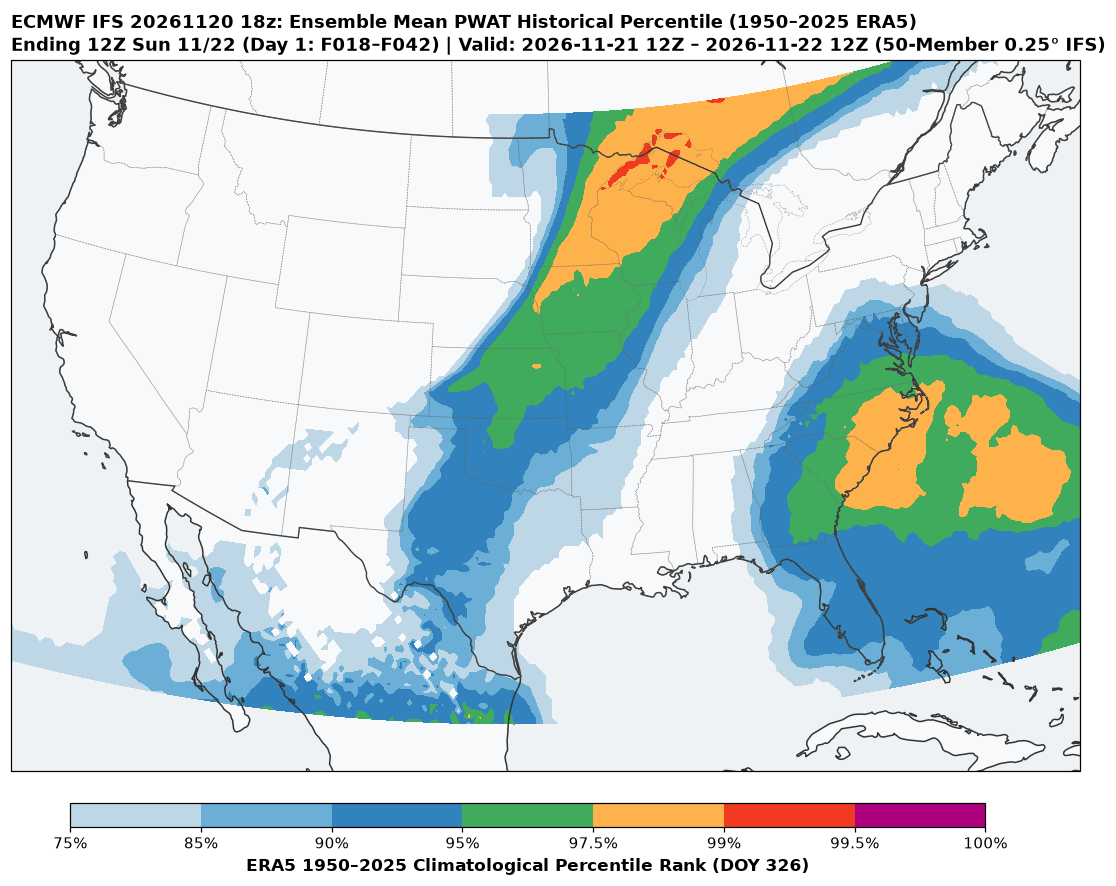 ECMWF IFS 20261120 18z: Ensemble Mean PWAT Historical Percentile (1950–2025 ERA5)
Ending 12Z Sun 11/22 (Day 1: F018–F042) | Valid: 2026-11-21 12Z – 2026-11-22 12Z (50-Member 0.25° IFS)
75% 85% 90% 95% 97.5% 99% 99.5% 100%
ERA5 1950–2025 Climatological Percentile Rank (DOY 326)